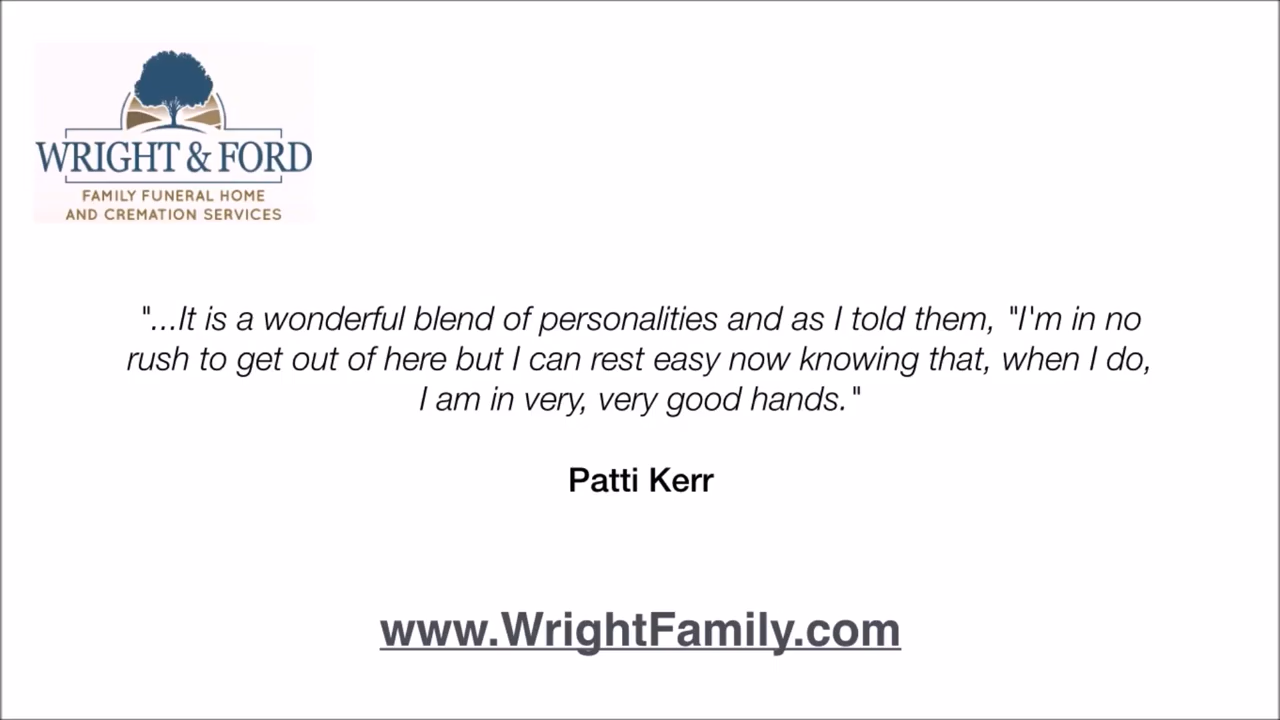 WRIGHT & FORD
FAMILY FUNERAL HOME
AND CREMATION SERVICES
"...It is a wonderful blend of personalities and as I told them, "I'm in no
rush to get out of here but I can rest easy now knowing that, when I do,
I am in very, very good hands."
Patti Kerr
www.WrightFamily.com